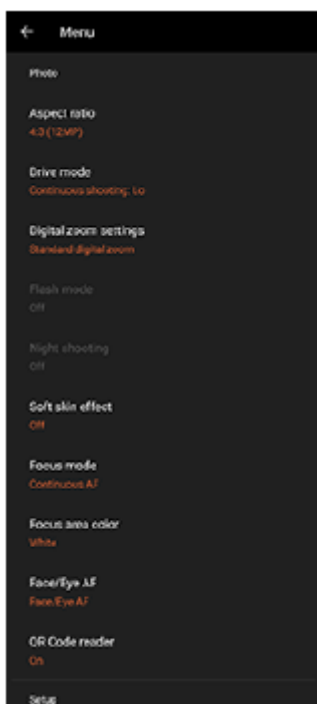 Menu
Photo
Aspect ratio
4:3 (12MP)
Drive mode
Continuous shooting: Lo
Digital zoom settings
Standard digital zoom
Flash mode
Off
Night shooting
Off
Soft skin effect
Off
Focus mode
Continuous AF
Focus area color
White
Face/Eye AF
Face/Eye AF
QR Code reader
On
Setup